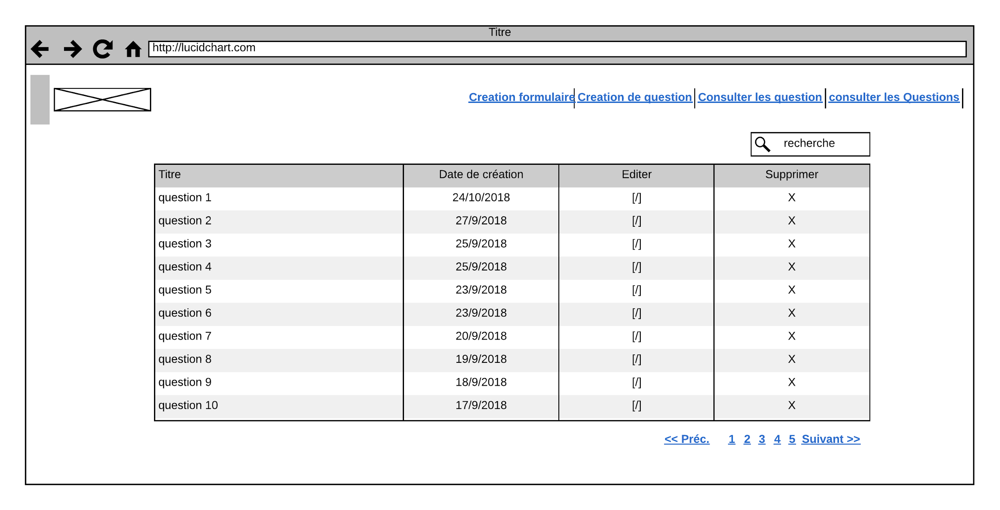 Titre
http://lucidchart.com
Creation formulaire Creation de question Consulter les question consulter les Questions
recherche
Titre Date de création Editer Supprimer
question 1 24/10/2018 [/] X
question 2 27/9/2018 [/] X
question 3 25/9/2018 [/] X
question 4 25/9/2018 [/] X
question 5 23/9/2018 [/] X
question 6 23/9/2018 [/] X
question 7 20/9/2018 [/] X
question 8 19/9/2018 [/] X
question 9 18/9/2018 [/] X
question 10 17/9/2018 [/] X
<< Préc. 1 2 3 4 5 Suivant >>